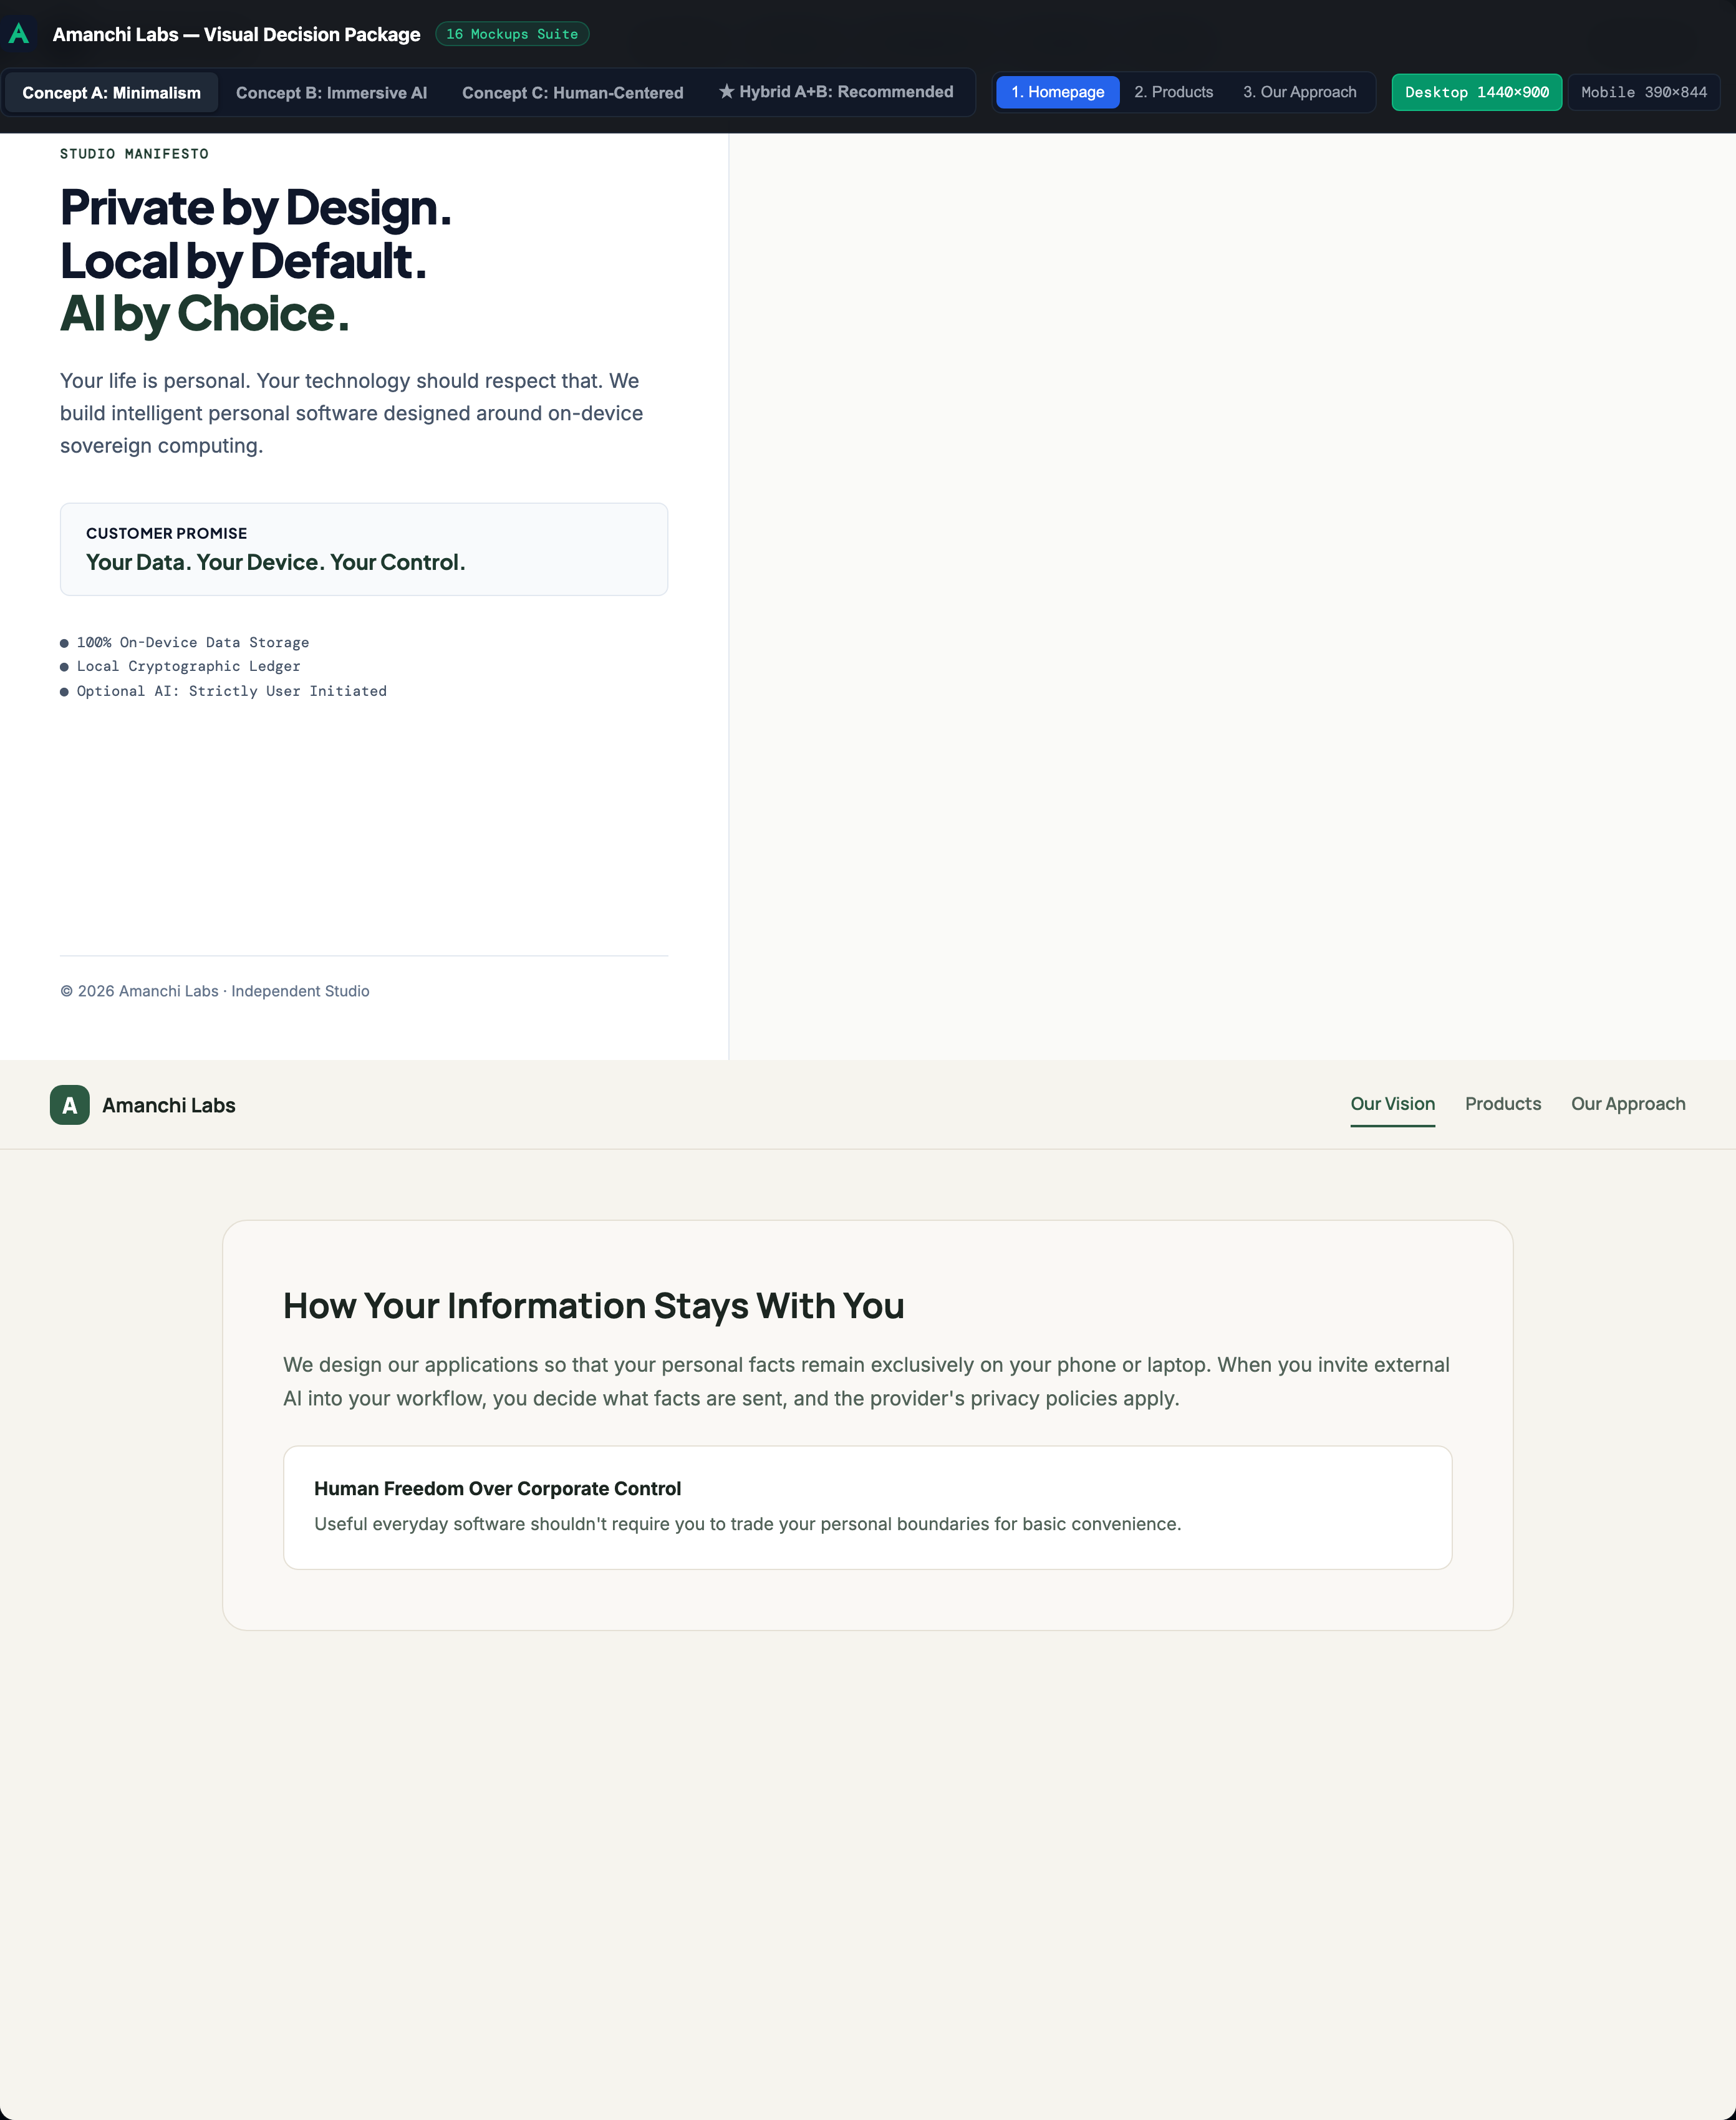 A
Amanchi Labs — Visual Decision Package
16 Mockups Suite
Concept A: Minimalism
Concept B: Immersive AI
Concept C: Human-Centered
★ Hybrid A+B: Recommended
1. Homepage
2. Products
3. Our Approach
Desktop 1440×900
Mobile 390×844
STUDIO MANIFESTO
Private by Design.
Local by Default.
AI by Choice.
Your life is personal. Your technology should respect that. We
build intelligent personal software designed around on-device
sovereign computing.
CUSTOMER PROMISE
Your Data. Your Device. Your Control.
● 100% On-Device Data Storage
● Local Cryptographic Ledger
● Optional AI: Strictly User Initiated
© 2026 Amanchi Labs · Independent Studio
A
Amanchi Labs
Our Vision
Products
Our Approach
How Your Information Stays With You
We design our applications so that your personal facts remain exclusively on your phone or laptop. When you invite external
AI into your workflow, you decide what facts are sent, and the provider's privacy policies apply.
Human Freedom Over Corporate Control
Useful everyday software shouldn't require you to trade your personal boundaries for basic convenience.